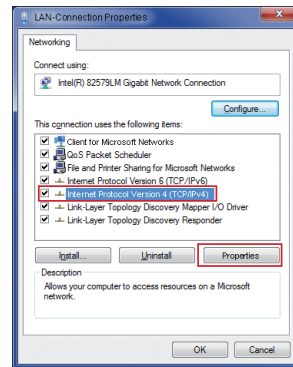 LAN-Connection Properties
Networking
Connect using:
Intel(R) 82579LM Gigabit Network Connection
Configure...
This connection uses the following items:
Client for Microsoft Networks
QoS Packet Scheduler
File and Printer Sharing for Microsoft Networks
Internet Protocol Version 6 (TCP/IPv6)
Internet Protocol Version 4 (TCP/IPv4)
Link-Layer Topology Discovery Mapper I/O Driver
Link-Layer Topology Discovery Responder
Install...
Uninstall
Properties
Description
Allows your computer to access resources on a Microsoft
network.
OK
Cancel